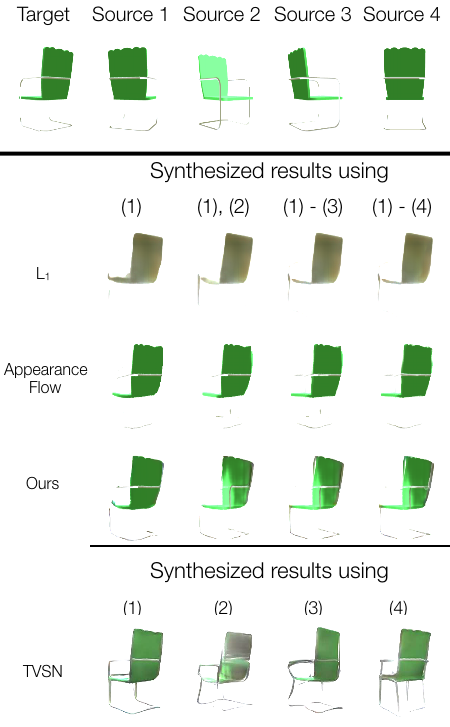 Target Source 1 Source 2 Source 3 Source 4
Synthesized results using
(1) (1), (2) (1) - (3) (1) - (4)
L₁
Appearance
Flow
Ours
Synthesized results using
(1) (2) (3) (4)
TVSN